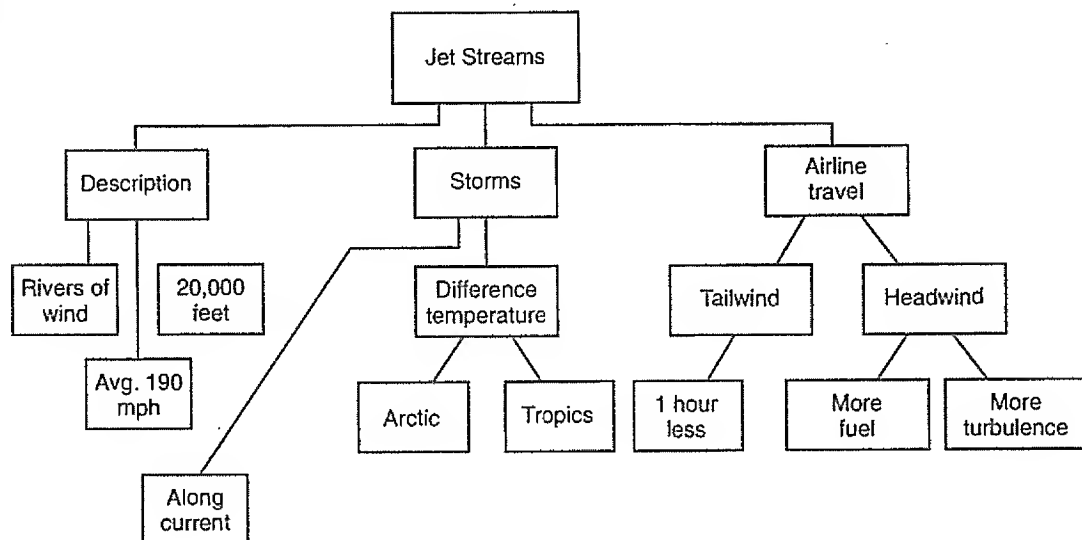 Jet Streams
Description
Storms
Airline
travel
Rivers of
wind
20,000
feet
Difference
temperature
Tailwind
Headwind
Avg. 190
mph
Arctic
Tropics
1 hour
less
More
fuel
More
turbulence
Along
current